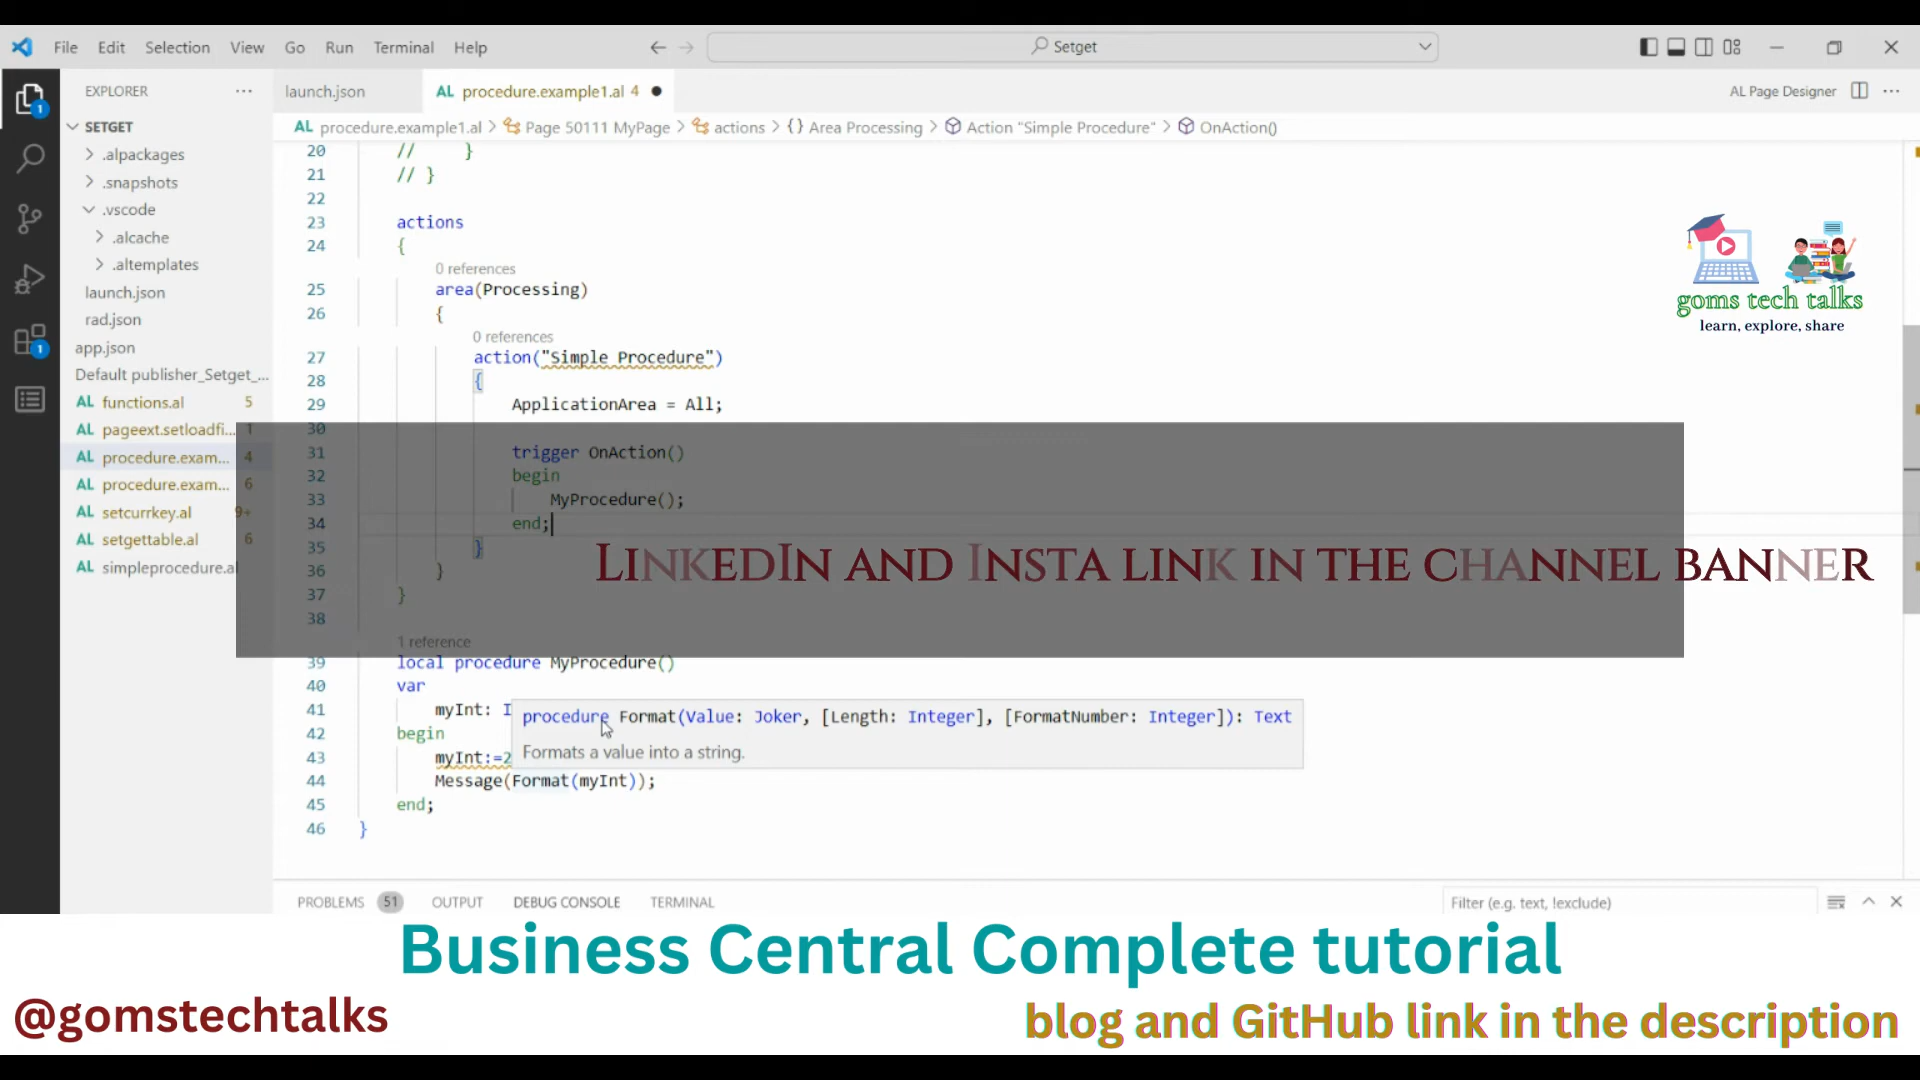 File Edit Selection View Go Run Terminal Help
Setget
EXPLORER ···
launch.json
AL procedure.example1.al 4
AL Page Designer ···
SETGET
.alpackages
.snapshots
.vscode
.alcache
.altemplates
launch.json
rad.json
app.json
Default publisher_Setget_...
AL functions.al 5
AL pageext.setloadfi... 1
AL procedure.exam... 4
AL procedure.exam... 6
AL setcurrkey.al 9+
AL setgettable.al 6
AL simpleprocedure.al
1
1
AL procedure.example1.al > Page 50111 MyPage > actions > {} Area Processing > Action "Simple Procedure" > OnAction()
20 // }
21 // }
22
23 actions
24 {
0 references
25 area(Processing)
26 {
0 references
27 action("Simple Procedure")
28 {
29 ApplicationArea = All;
30
31 trigger OnAction()
32 begin
33 MyProcedure();
34 end;
35 }
36 }
37 }
38
1 reference
39 local procedure MyProcedure()
40 var
41 myInt: I
42 begin
43 myInt:=2
44 Message(Format(myInt));
45 end;
46 }
procedure Format(Value: Joker, [Length: Integer], [FormatNumber: Integer]): Text
Formats a value into a string.
goms tech talks
learn, explore, share
LinkedIn and Insta link in the channel banner
PROBLEMS 51 OUTPUT DEBUG CONSOLE TERMINAL
Filter (e.g. text, !exclude)
Business Central Complete tutorial
@gomstechtalks
blog and GitHub link in the description